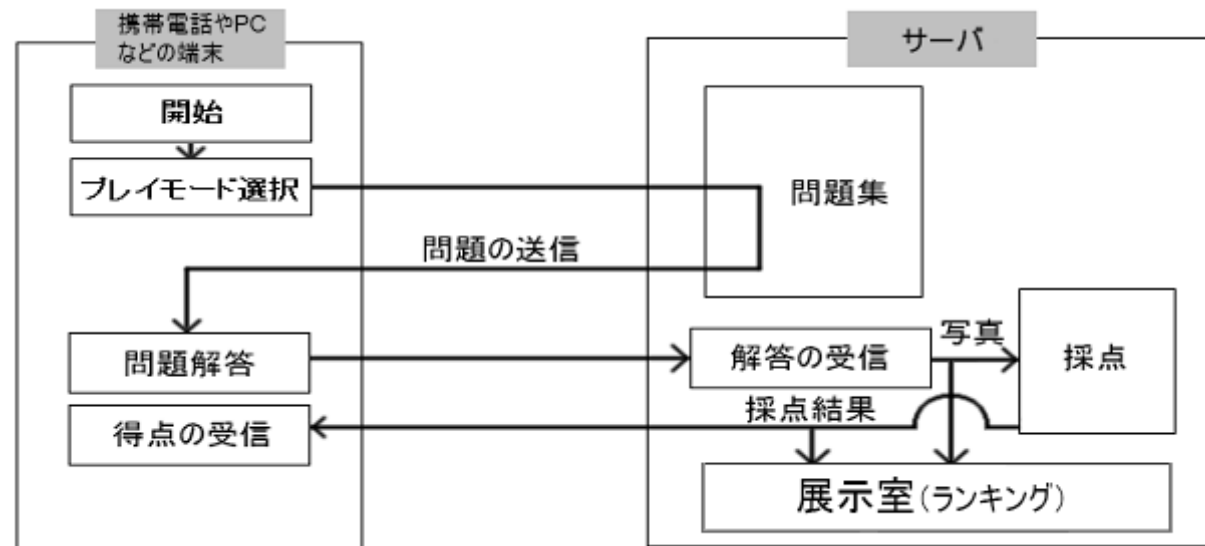 携帯電話やPC
などの端末
サーバ
開始
プレイモード選択
問題集
問題の送信
問題解答
解答の受信
写真
採点
得点の受信
採点結果
展示室(ランキング)